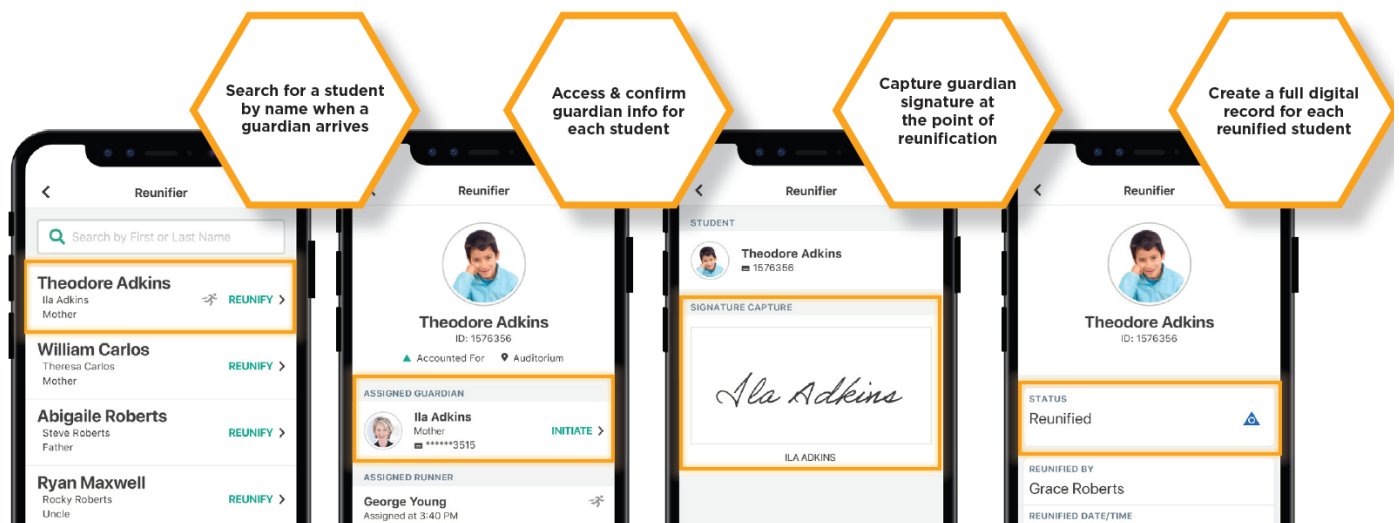 Search for a student
by name when a
guardian arrives
Access & confirm
guardian info for
each student
Capture guardian
signature at
the point of
reunification
Create a full digital
record for each
reunified student
Reunifier
Search by First or Last Name
Theodore Adkins
Ila Adkins
Mother
REUNIFY
William Carlos
Theresa Carlos
Mother
REUNIFY
Abigaile Roberts
Steve Roberts
Father
REUNIFY
Ryan Maxwell
Rocky Roberts
Uncle
REUNIFY
Reunifier
Theodore Adkins
ID: 1576356
Accounted For Auditorium
ASSIGNED GUARDIAN
Ila Adkins
Mother
******3515
INITIATE
ASSIGNED RUNNER
George Young
Assigned at 3:40 PM
Reunifier
STUDENT
Theodore Adkins
1576356
SIGNATURE CAPTURE
Ila Adkins
ILA ADKINS
Reunifier
Theodore Adkins
ID: 1576356
STATUS
Reunified
REUNIFIED BY
Grace Roberts
REUNIFIED DATE/TIME